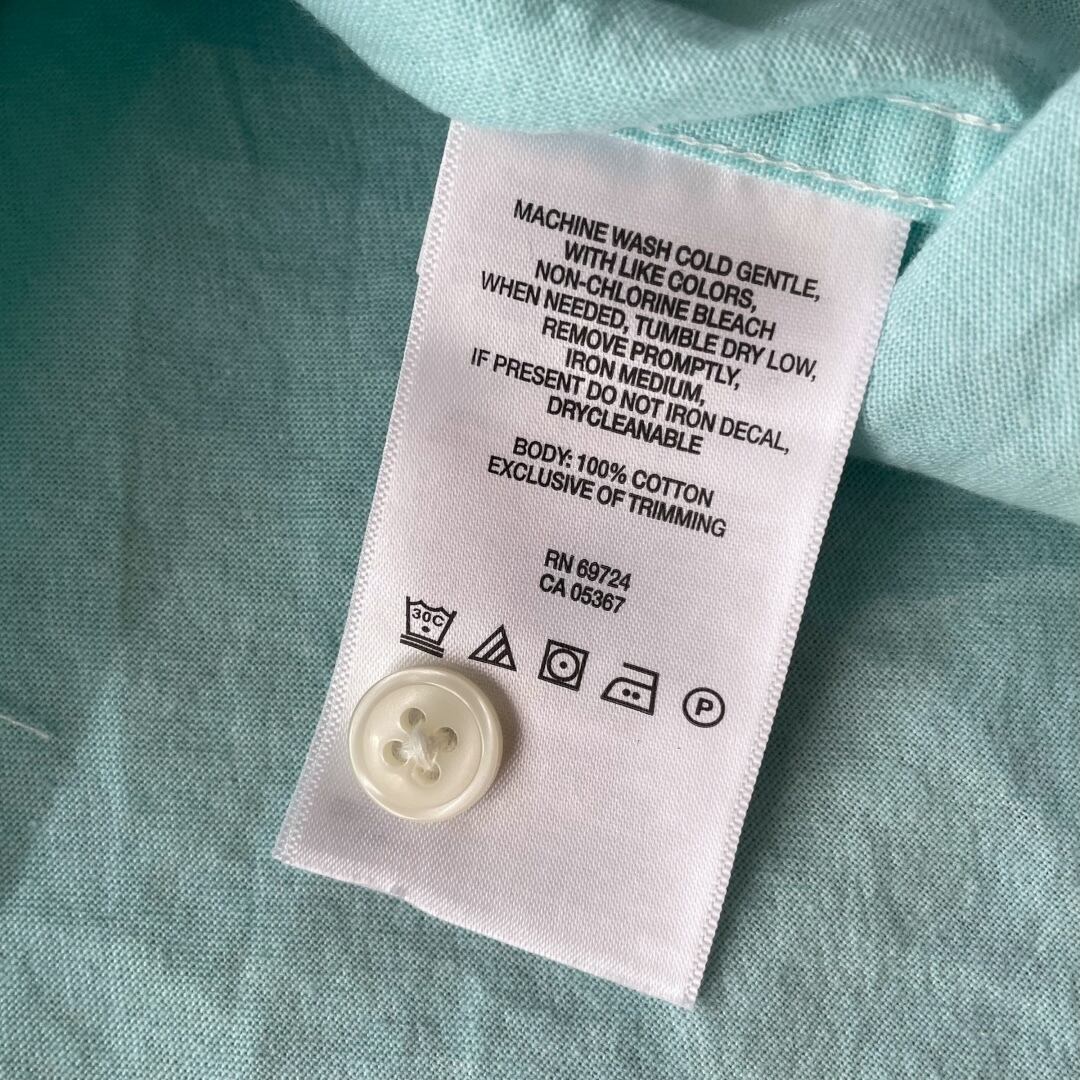 MACHINE WASH COLD GENTLE,
WITH LIKE COLORS,
NON-CHLORINE BLEACH
WHEN NEEDED, TUMBLE DRY LOW,
REMOVE PROMPTLY,
IRON MEDIUM,
IF PRESENT DO NOT IRON DECAL,
DRYCLEANABLE
BODY: 100% COTTON
EXCLUSIVE OF TRIMMING
RN 69724
CA 05367
30C
P